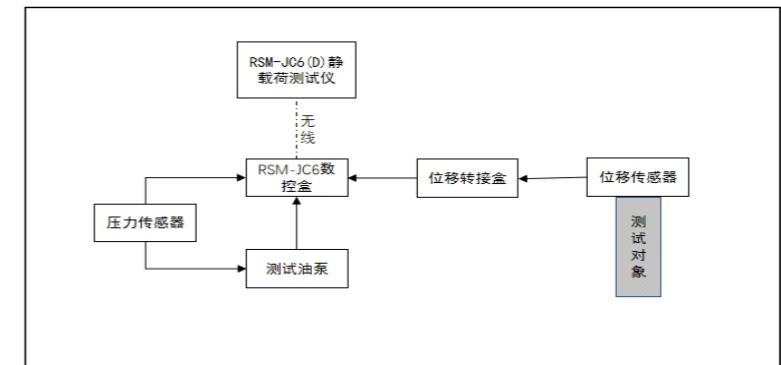 RSM-JC6(D)静
载荷测试仪
无
线
RSM-JC6数
控盒
位移转接盒
位移传感器
压力传感器
测试油泵
测
试
对
象